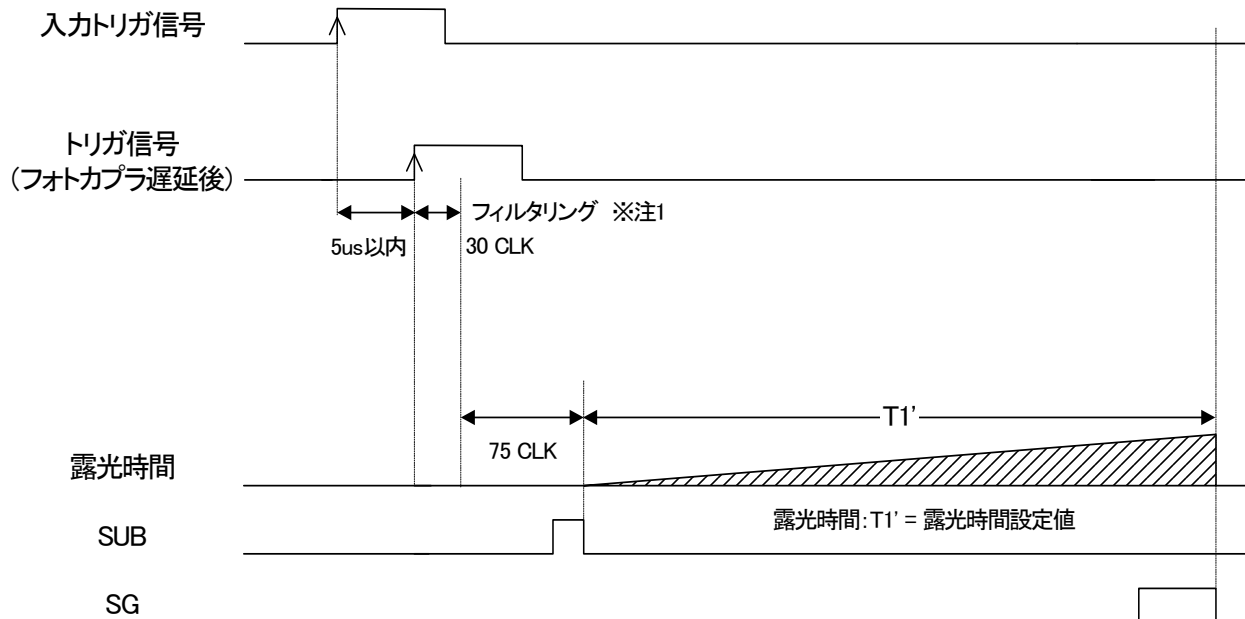 入力トリガ信号
トリガ信号
(フォトカプラ遅延後)
フィルタリング ※注1
5us以内
30 CLK
T1'
75 CLK
露光時間
露光時間:T1' = 露光時間設定値
SUB
SG